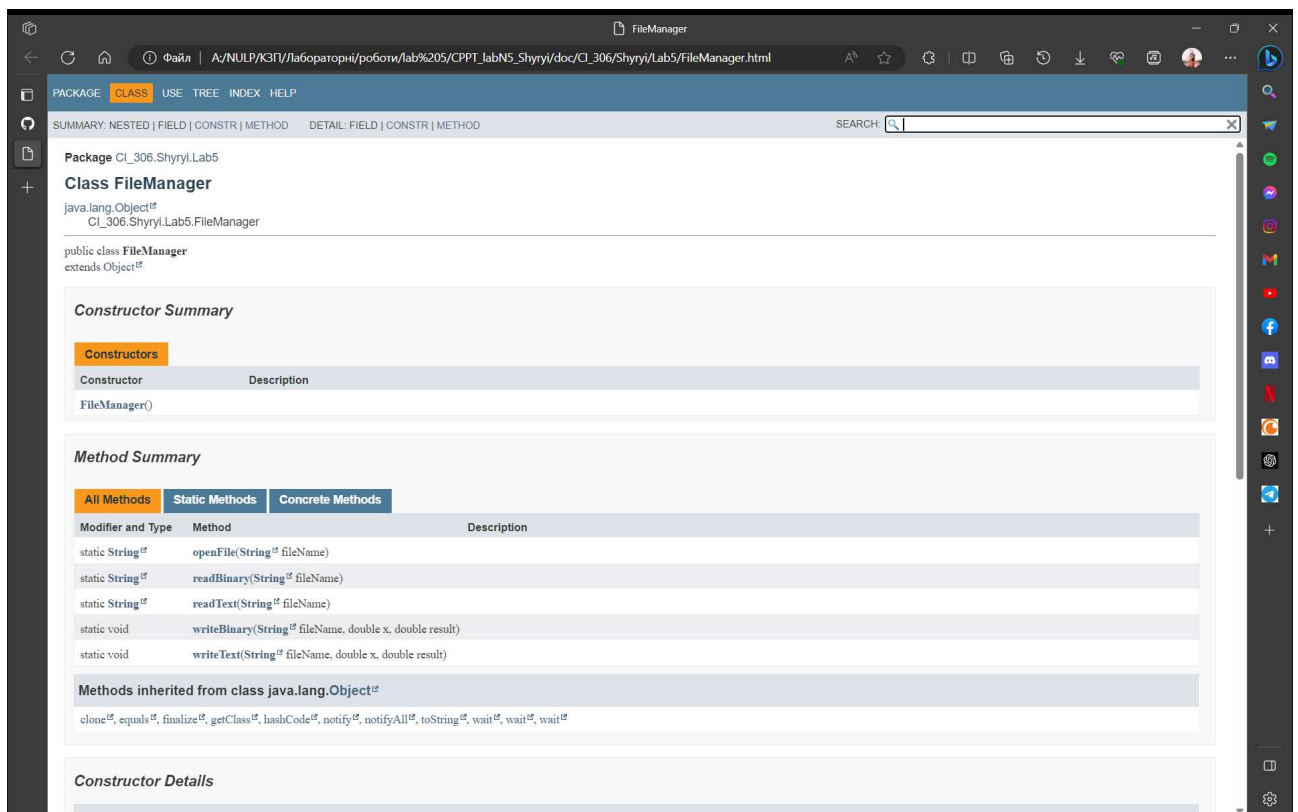 FileManager
Файл | A:/NULP/КЗП/Лабораторні/роботи/lab%205/CPPT_labN5_Shyryi/doc/CI_306/Shyryi/Lab5/FileManager.html
PACKAGE CLASS USE TREE INDEX HELP
SUMMARY: NESTED | FIELD | CONSTR | METHOD DETAIL: FIELD | CONSTR | METHOD SEARCH:
Package CI_306.Shyryi.Lab5
Class FileManager
java.lang.Object
CI_306.Shyryi.Lab5.FileManager
public class FileManager
extends Object
Constructor Summary
Constructors
Constructor Description
FileManager()
Method Summary
All Methods Static Methods Concrete Methods
Modifier and Type Method Description
static String openFile(String fileName)
static String readBinary(String fileName)
static String readText(String fileName)
static void writeBinary(String fileName, double x, double result)
static void writeText(String fileName, double x, double result)
Methods inherited from class java.lang.Object
clone, equals, finalize, getClass, hashCode, notify, notifyAll, toString, wait, wait, wait
Constructor Details